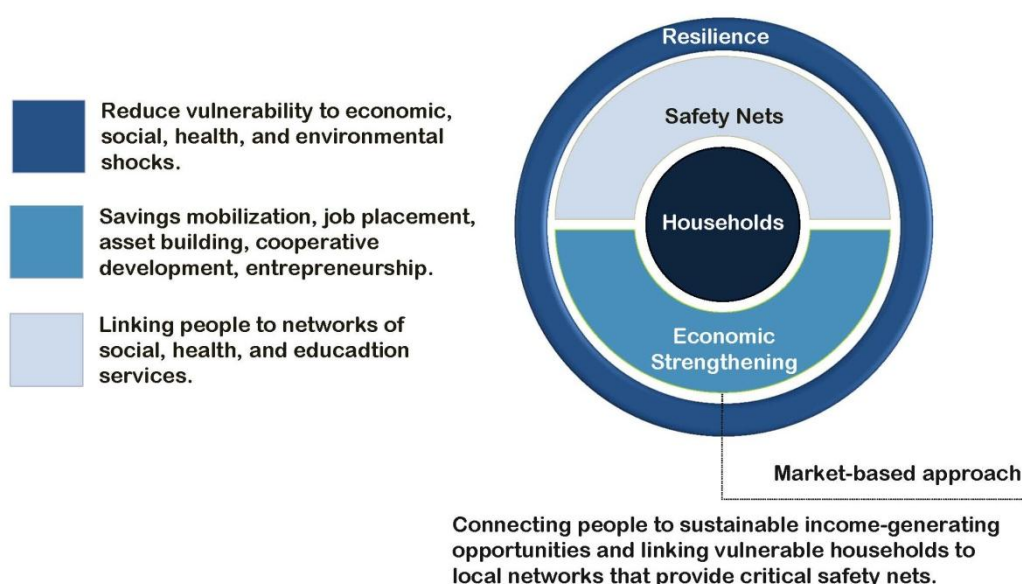 Resilience
Safety Nets
Households
Economic
Strengthening
Reduce vulnerability to economic,
social, health, and environmental
shocks.
Savings mobilization, job placement,
asset building, cooperative
development, entrepreneurship.
Linking people to networks of
social, health, and educadtion
services.
Market-based approach
Connecting people to sustainable income-generating
opportunities and linking vulnerable households to
local networks that provide critical safety nets.